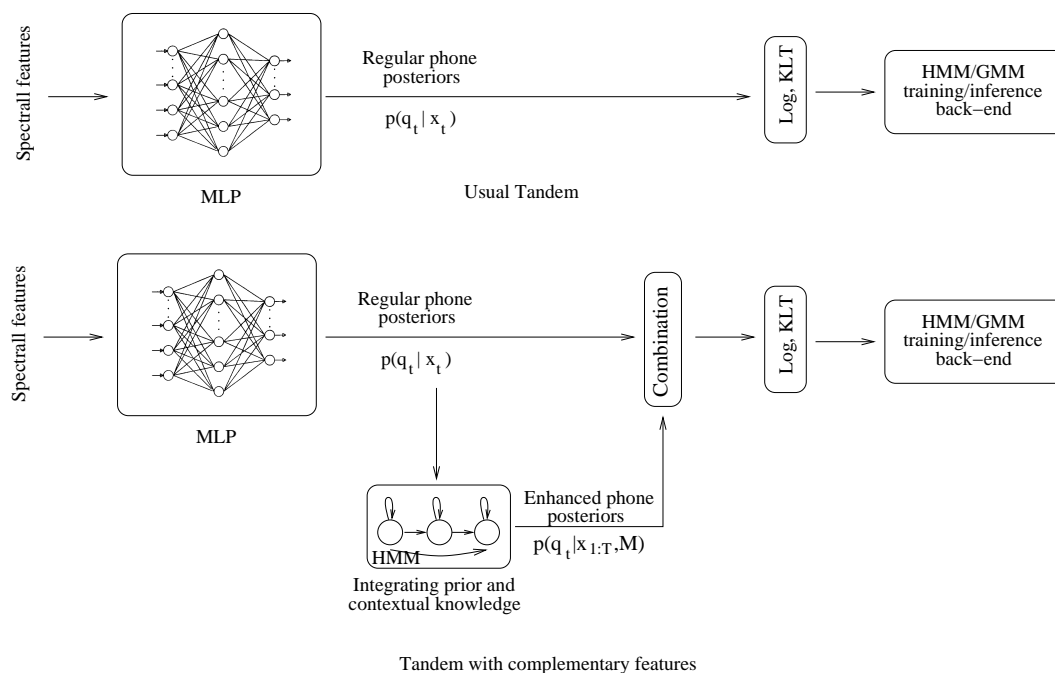 Spectrall features
MLP
Regular phone
posteriors
p(q_t | x_t)
Usual Tandem
Log, KLT
HMM/GMM
training/inference
back−end
Spectrall features
MLP
Regular phone
posteriors
p(q_t | x_t)
Combination
Log, KLT
HMM/GMM
training/inference
back−end
HMM
Integrating prior and
contextual knowledge
Enhanced phone
posteriors
p(q_t|x_{1:T},M)
Tandem with complementary features